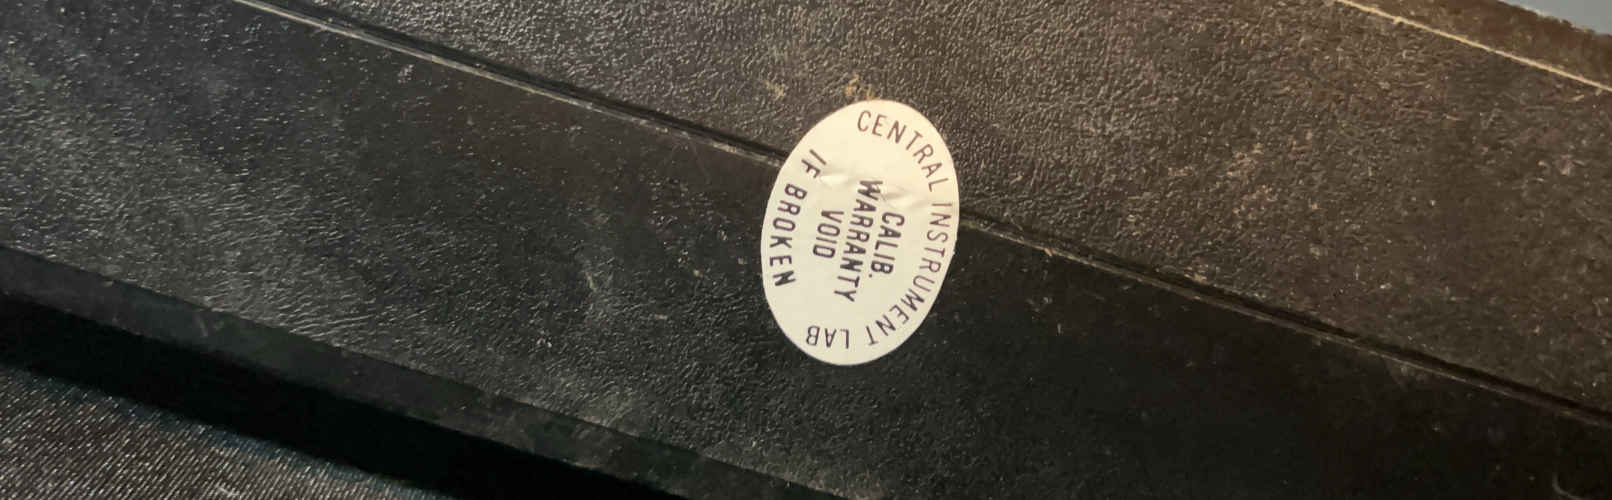 CENTRAL INSTRUMENT LAB
CALIB.
WARRANTY
VOID
IF BROKEN